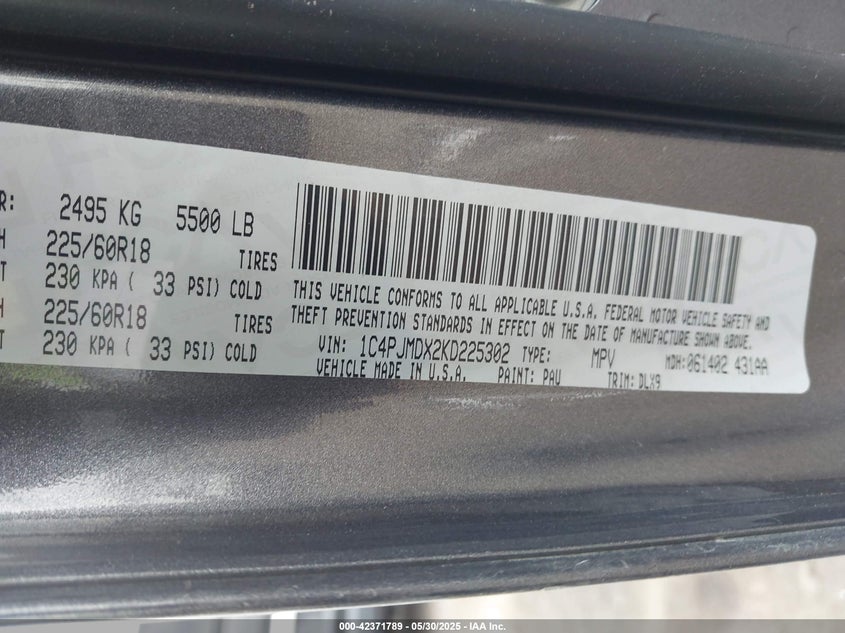 R: 2495 KG 5500 LB
H 225/60R18 TIRES
T 230 KPA ( 33 PSI) COLD
H 225/60R18 TIRES
T 230 KPA ( 33 PSI) COLD
THIS VEHICLE CONFORMS TO ALL APPLICABLE U.S.A. FEDERAL MOTOR VEHICLE SAFETY AND
THEFT PREVENTION STANDARDS IN EFFECT ON THE DATE OF MANUFACTURE SHOWN ABOVE.
VIN: 1C4PJMDX2KD225302 TYPE: MPV MDH:061402 431AA
VEHICLE MADE IN U.S.A. PAINT: PAU TRIM: DLX9
000-42371789 — 05/30/2025 — IAA Inc.